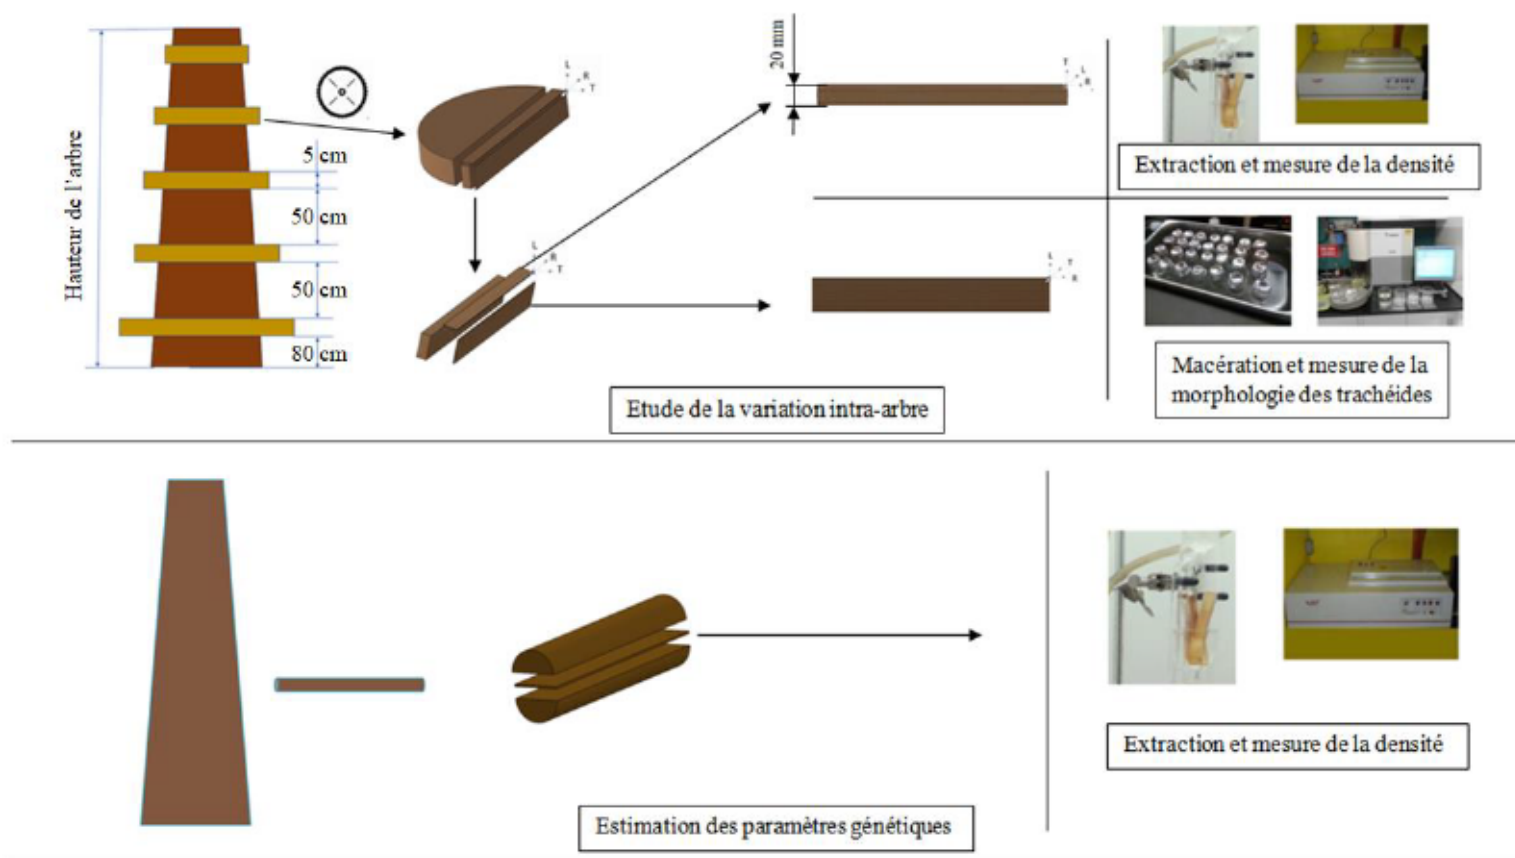 Hauteur de l'arbre
5 cm
50 cm
50 cm
80 cm
L
R
T
L
R
T
20 mm
T
L
R
L
T
R
Extraction et mesure de la densité
Macération et mesure de la
morphologie des trachéides
Etude de la variation intra-arbre
Extraction et mesure de la densité
Estimation des paramètres génétiques